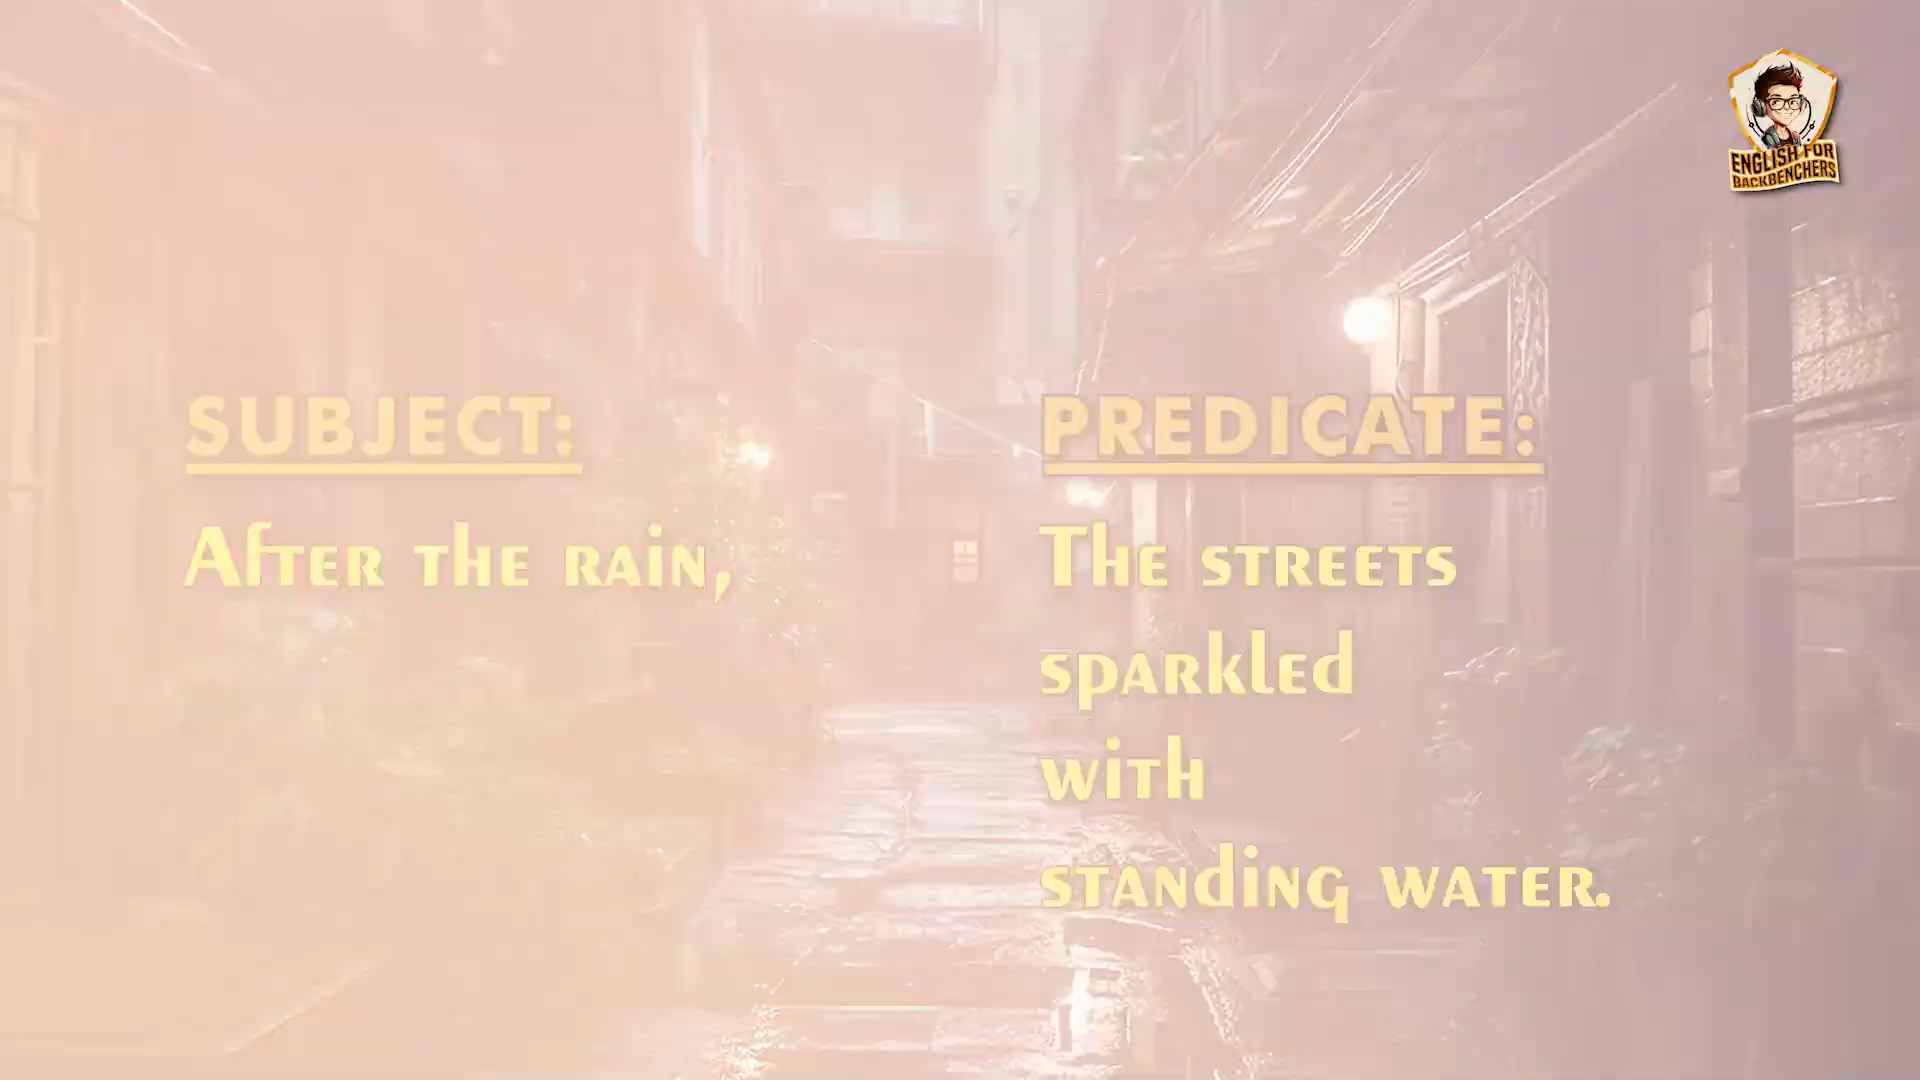 ENGLISH FOR
BACKBENCHERS
SUBJECT:
After the rain,
PREDICATE:
The streets
sparkled
with
standing water.